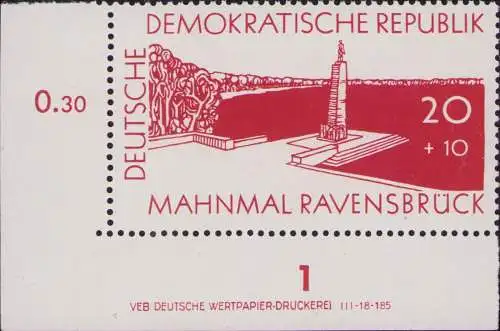 DEMOKRATISCHE REPUBLIK
DEUTSCHE
0.30
20
+ 10
MAHNMAL RAVENSBRÜCK
1
VEB DEUTSCHE WERTPAPIER-DRUCKEREI III-18-185